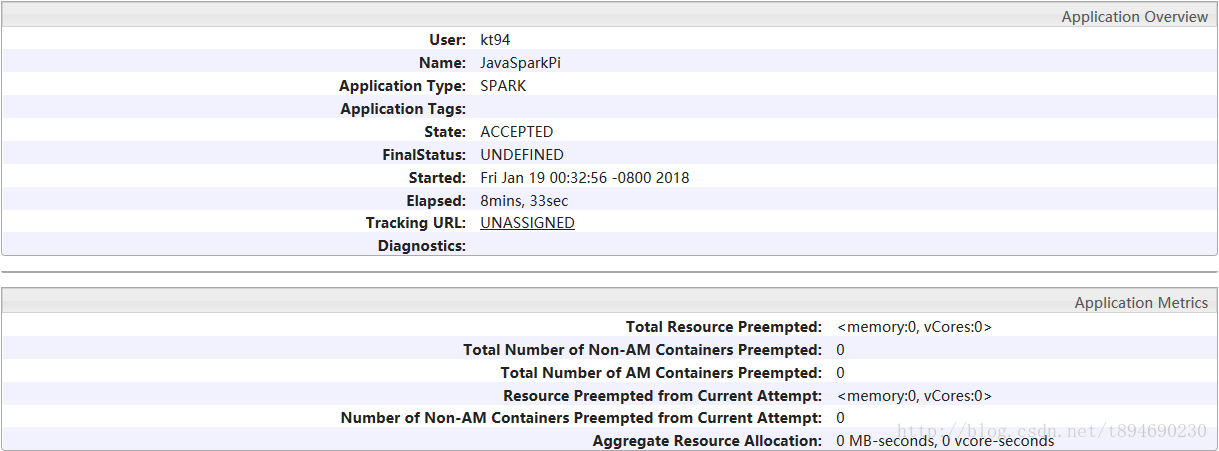 Application Overview
User: kt94
Name: JavaSparkPi
Application Type: SPARK
Application Tags:
State: ACCEPTED
FinalStatus: UNDEFINED
Started: Fri Jan 19 00:32:56 -0800 2018
Elapsed: 8mins, 33sec
Tracking URL: UNASSIGNED
Diagnostics:
Application Metrics
Total Resource Preempted: <memory:0, vCores:0>
Total Number of Non-AM Containers Preempted: 0
Total Number of AM Containers Preempted: 0
Resource Preempted from Current Attempt: <memory:0, vCores:0>
Number of Non-AM Containers Preempted from Current Attempt: 0
Aggregate Resource Allocation: 0 MB-seconds, 0 vcore-seconds
http://blog.csdn.net/t894690230